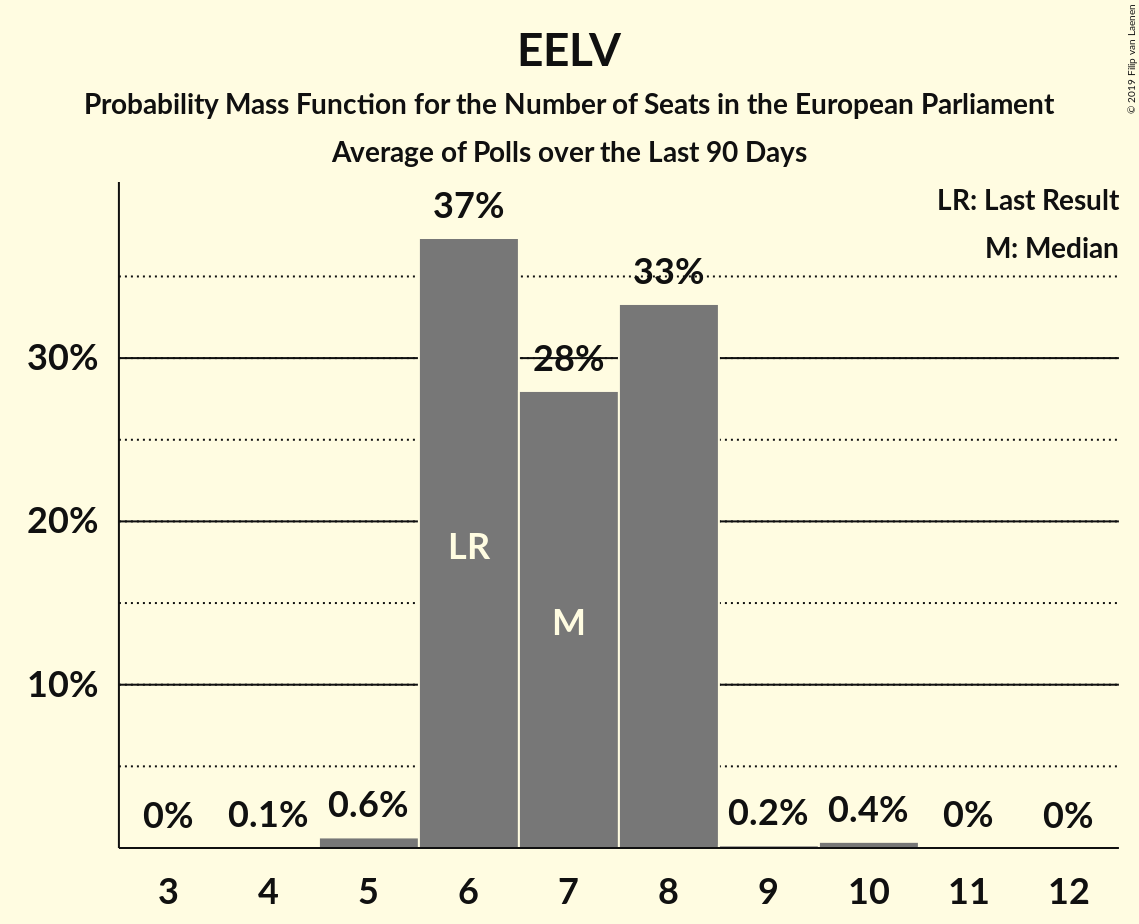 EELV
Probability Mass Function for the Number of Seats in the European Parliament
Average of Polls over the Last 90 Days
© 2019 Filip van Laenen
LR: Last Result
M: Median
37%
33%
28%
30%
20%
10%
LR
M
0%
0.1%
0.6%
0.2%
0.4%
0%
0%
3
4
5
6
7
8
9
10
11
12